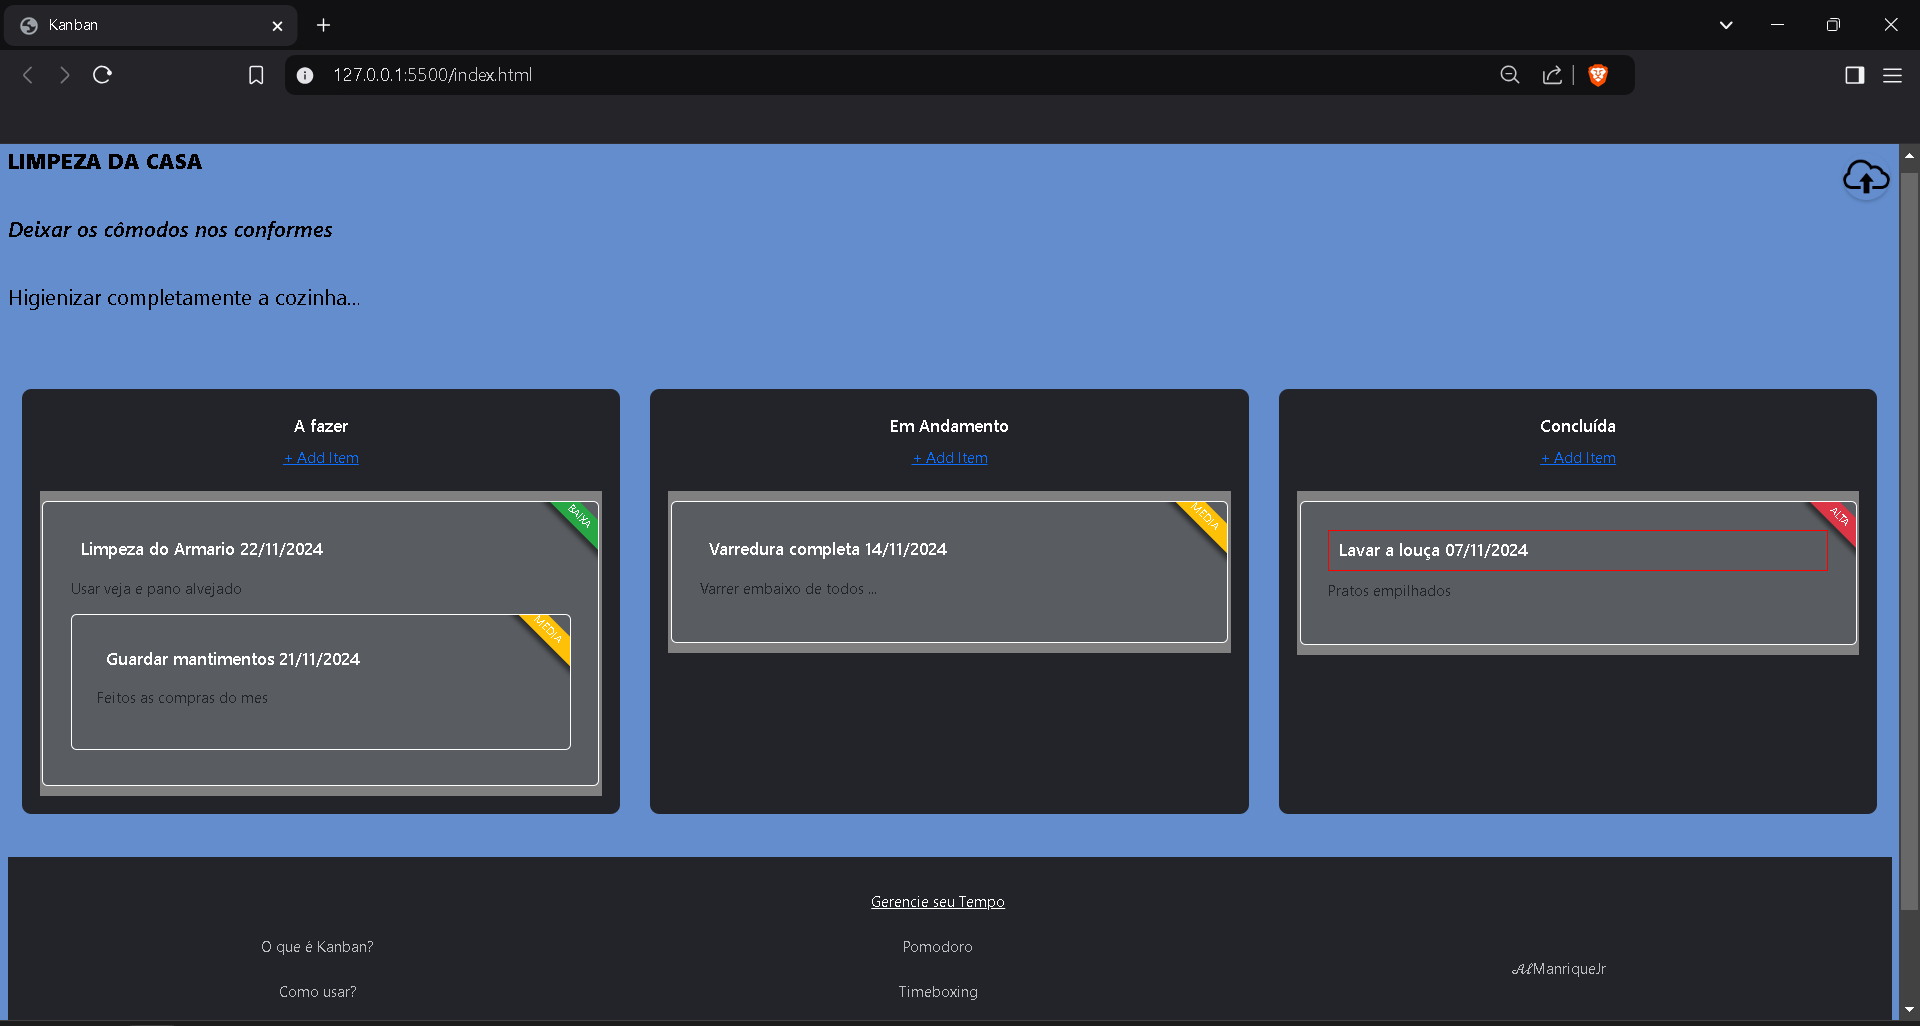 Kanban
127.0.0.1:5500/index.html
LIMPEZA DA CASA
Deixar os cômodos nos conformes
Higienizar completamente a cozinha...
A fazer
+ Add Item
BAIXA
Limpeza do Armario 22/11/2024
Usar veja e pano alvejado
MEDIA
Guardar mantimentos 21/11/2024
Feitos as compras do mes
Em Andamento
+ Add Item
MEDIA
Varredura completa 14/11/2024
Varrer embaixo de todos ...
Concluída
+ Add Item
ALTA
Lavar a louça 07/11/2024
Pratos empilhados
O que é Kanban?
Como usar?
Gerencie seu Tempo
Pomodoro
Timeboxing
𝓐𝓵ManriqueJr